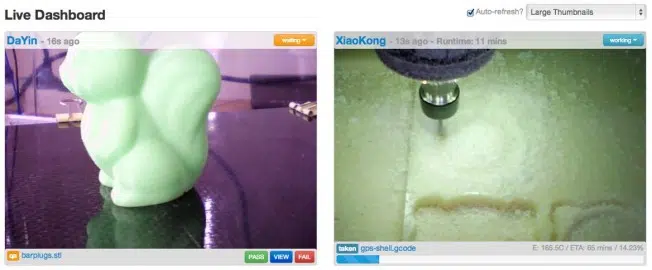 Live Dashboard
Auto-refresh? Large Thumbnails
DaYin - 16s ago
waiting
XiaoKong - 13s ago - Runtime: 11 mins
working
qa barplugs.stl
PASS VIEW FAIL
taken gps-shell.gcode
E: 165.5C / ETA: 85 mins / 14.23%